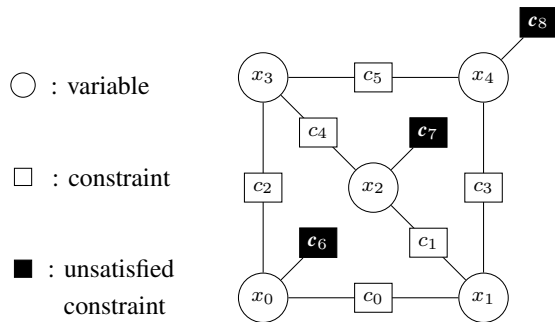 c₈
x₃
c₅
x₄
: variable
c₄
c₇
: constraint
c₂
x₂
c₃
c₆
c₁
: unsatisfied
constraint
x₀
c₀
x₁